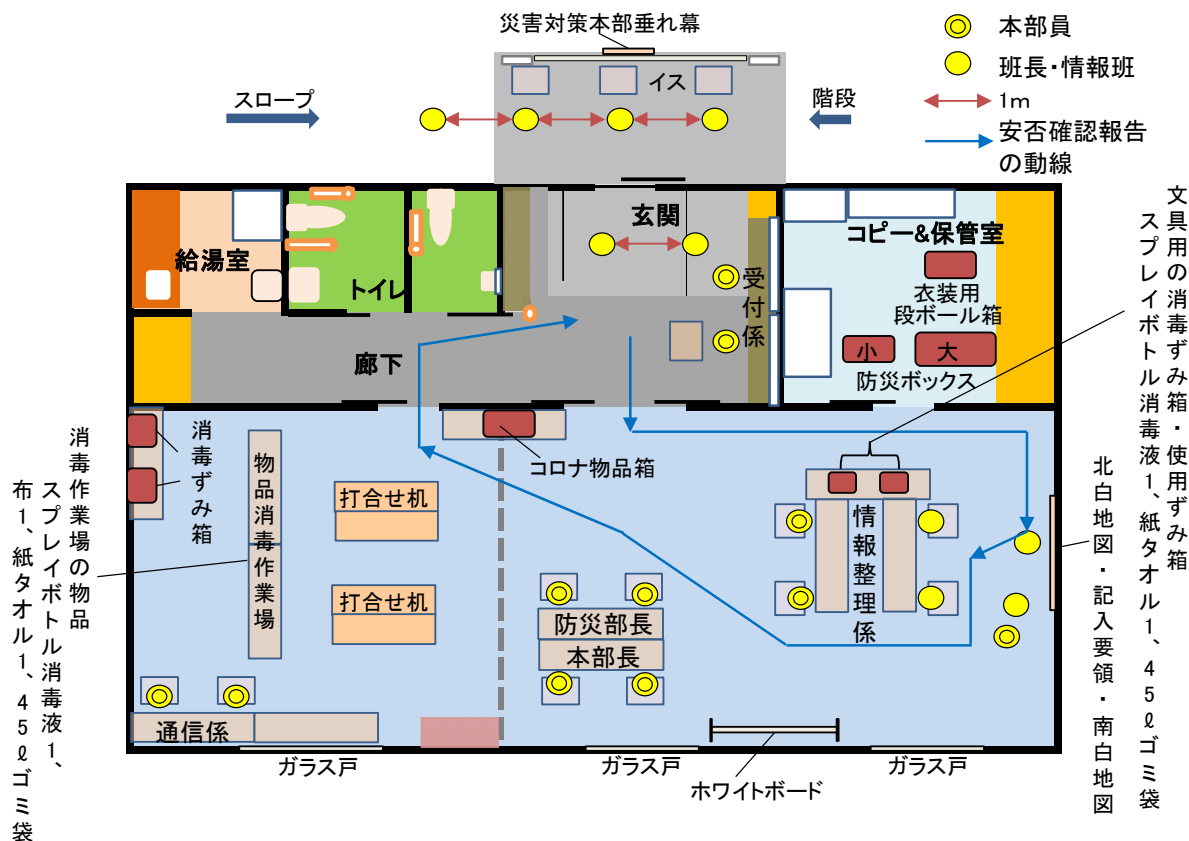 災害対策本部垂れ幕
本部員
班長・情報班
1m
安否確認報告
の動線
イス
スロープ
階段
玄関
受付係
給湯室
トイレ
廊下
コピー&保管室
衣装用
段ボール箱
小
大
防災ボックス
文具用の消毒ずみ箱・使用ずみ箱
スプレイボトル消毒液1、紙タオル1、45ℓゴミ袋
コロナ物品箱
消毒ずみ箱
物品消毒作業場
打合せ机
打合せ机
情報整理係
防災部長
本部長
通信係
消毒作業場の物品
スプレイボトル消毒液1、
布1、紙タオル1、45ℓゴミ袋
北白地図・記入要領・南白地図
ガラス戸
ガラス戸
ガラス戸
ホワイトボード